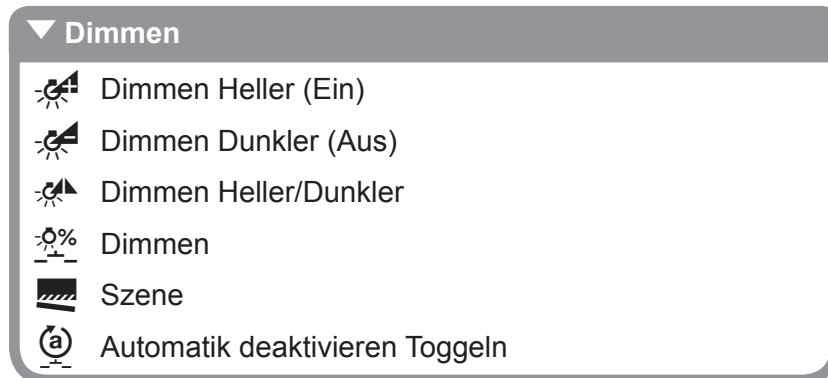 Dimmen
Dimmen Heller (Ein)
Dimmen Dunkler (Aus)
Dimmen Heller/Dunkler
% Dimmen
Szene
a Automatik deaktivieren Toggeln